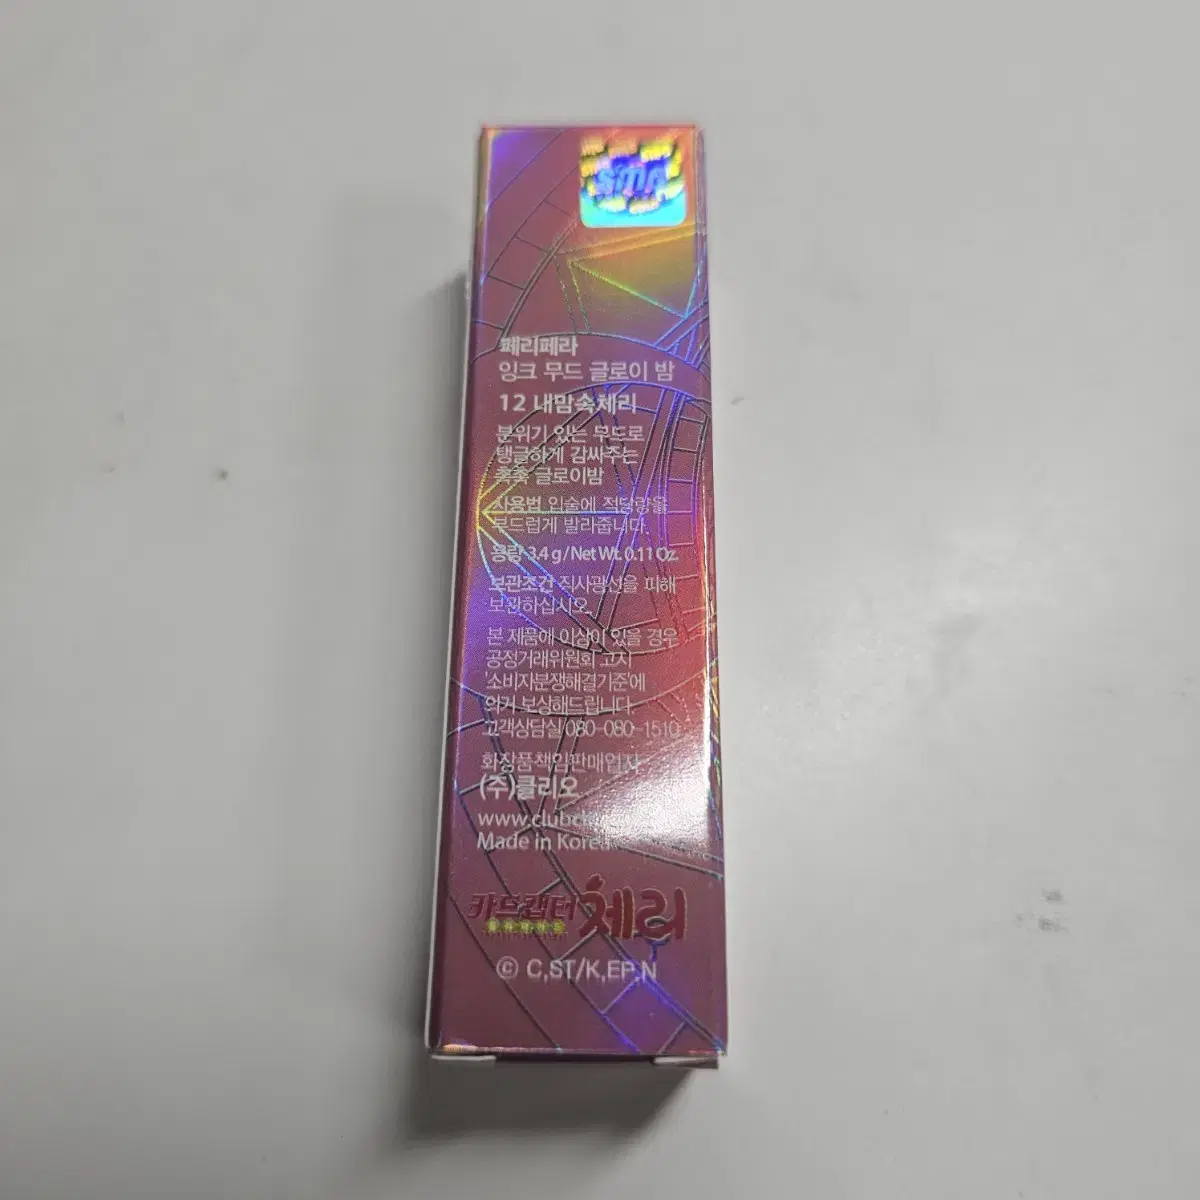 smp
페리페라
잉크 무드 글로이 밤
12 내맘속체리
분위기 있는 무드로
탱글하게 감싸주는
촉촉 글로이밤
사용법 입술에 적당량을
부드럽게 발라줍니다.
용량 3.4 g / Net Wt. 0.11 Oz.
보관조건 직사광선을 피해
보관하십시오.
본 제품에 이상이 있을 경우
공정거래위원회 고시
'소비자분쟁해결기준'에
의거 보상해드립니다.
고객상담실 080-080-1510
화장품책임판매업자
(주)클리오
Made in Korea
카드캡터 체리
© C,ST/K,EP,N